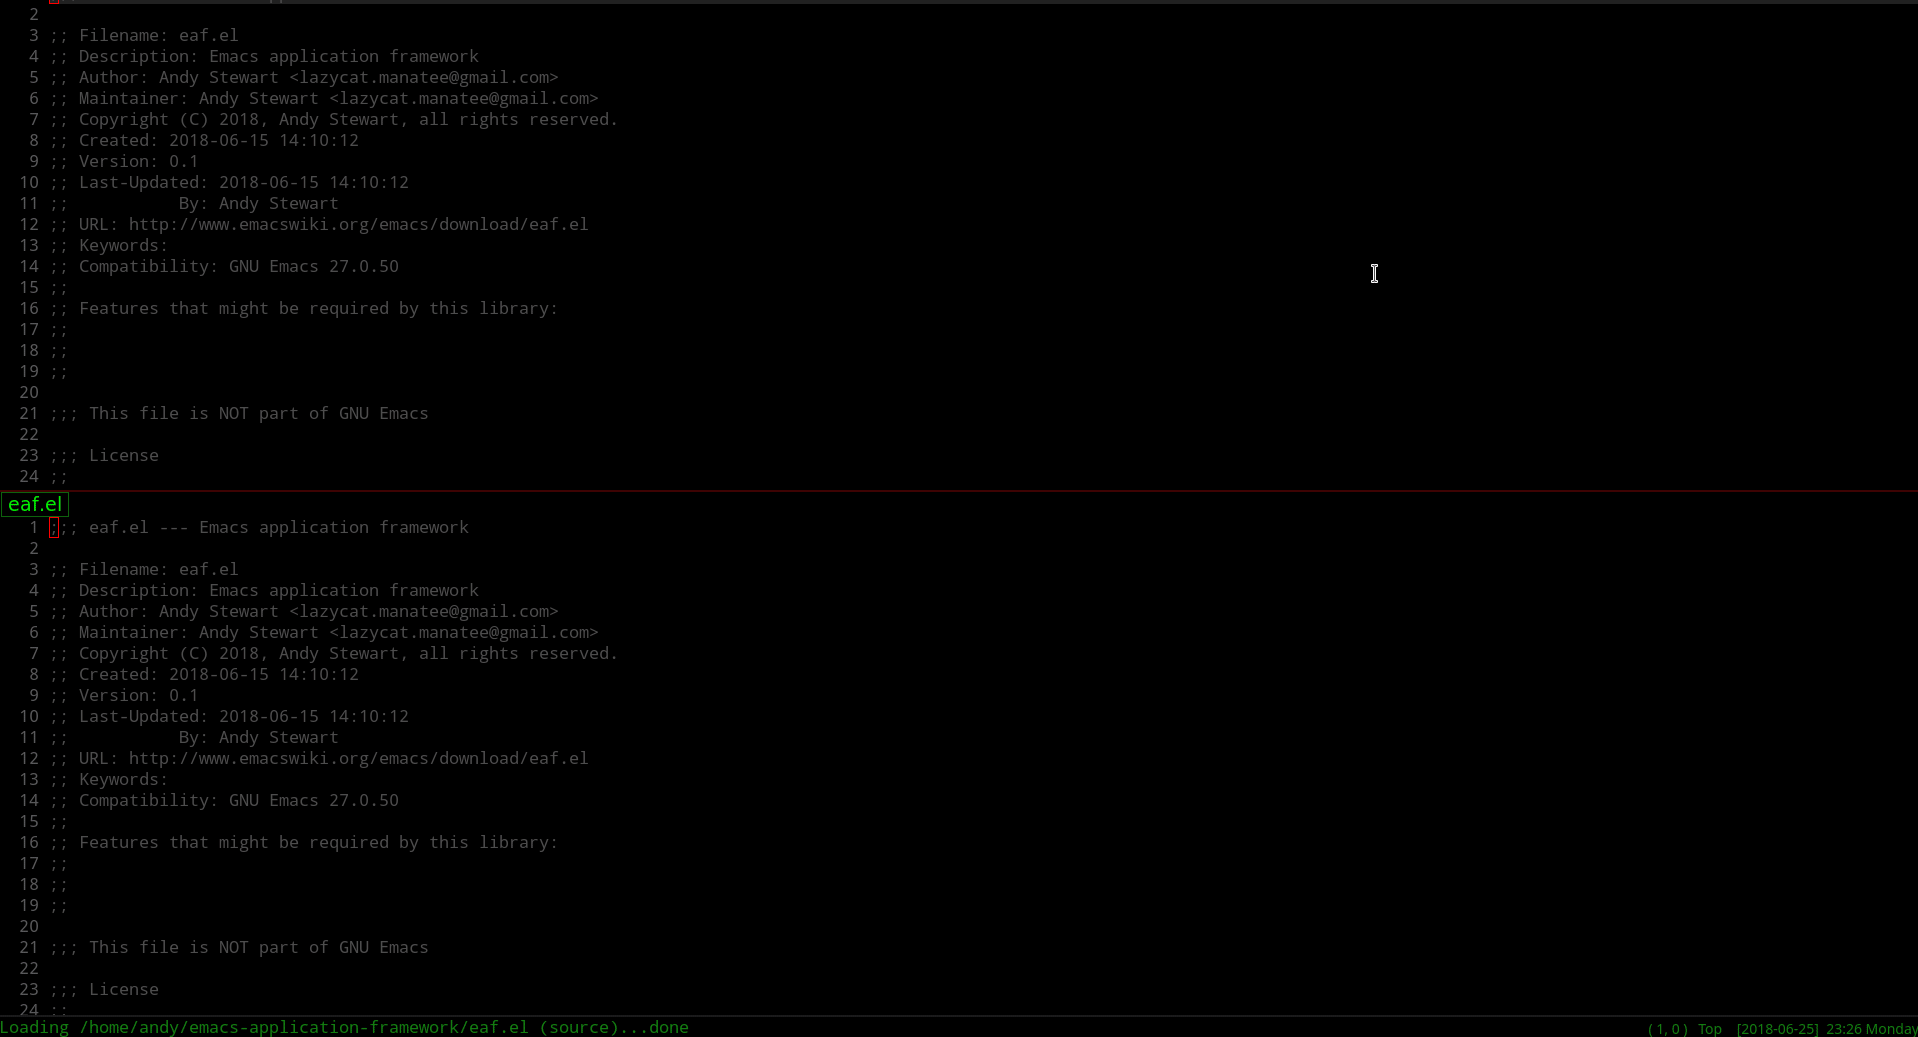 2
3 ;; Filename: eaf.el
4 ;; Description: Emacs application framework
5 ;; Author: Andy Stewart <lazycat.manatee@gmail.com>
6 ;; Maintainer: Andy Stewart <lazycat.manatee@gmail.com>
7 ;; Copyright (C) 2018, Andy Stewart, all rights reserved.
8 ;; Created: 2018-06-15 14:10:12
9 ;; Version: 0.1
10 ;; Last-Updated: 2018-06-15 14:10:12
11 ;;           By: Andy Stewart
12 ;; URL: http://www.emacswiki.org/emacs/download/eaf.el
13 ;; Keywords:
14 ;; Compatibility: GNU Emacs 27.0.50
15 ;;
16 ;; Features that might be required by this library:
17 ;;
18 ;;
19 ;;
20
21 ;;; This file is NOT part of GNU Emacs
22
23 ;;; License
24 ;;
eaf.el
1 ;;; eaf.el --- Emacs application framework
2
3 ;; Filename: eaf.el
4 ;; Description: Emacs application framework
5 ;; Author: Andy Stewart <lazycat.manatee@gmail.com>
6 ;; Maintainer: Andy Stewart <lazycat.manatee@gmail.com>
7 ;; Copyright (C) 2018, Andy Stewart, all rights reserved.
8 ;; Created: 2018-06-15 14:10:12
9 ;; Version: 0.1
10 ;; Last-Updated: 2018-06-15 14:10:12
11 ;;           By: Andy Stewart
12 ;; URL: http://www.emacswiki.org/emacs/download/eaf.el
13 ;; Keywords:
14 ;; Compatibility: GNU Emacs 27.0.50
15 ;;
16 ;; Features that might be required by this library:
17 ;;
18 ;;
19 ;;
20
21 ;;; This file is NOT part of GNU Emacs
22
23 ;;; License
24 ;;
Loading /home/andy/emacs-application-framework/eaf.el (source)...done
(1,0) Top [2018-06-25] 23:26 Monday